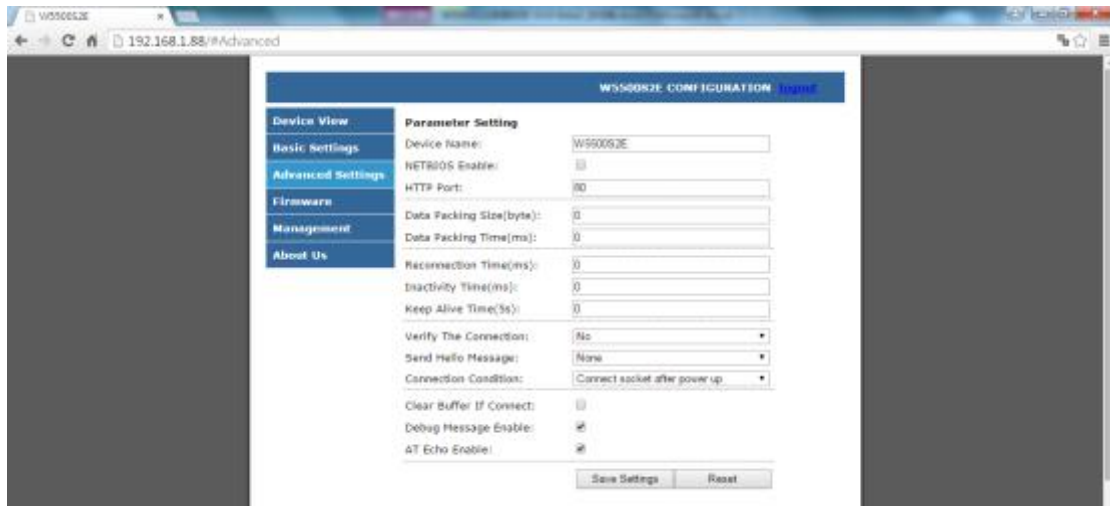 W5500S2E
192.168.1.88/#Advanced
W5500S2E CONFIGURATION logout
Device View
Basic Settings
Advanced Settings
Firmware
Management
About Us
Parameter Setting
Device Name: W5500S2E
NETBIOS Enable:
HTTP Port: 80
Data Packing Size(byte): 0
Data Packing Time(ms): 0
Reconnection Time(ms): 0
Inactivity Time(ms): 0
Keep Alive Time(5s): 0
Verify The Connection: No
Send Hello Message: None
Connection Condition: Connect socket after power up
Clear Buffer If Connect:
Debug Message Enable:
AT Echo Enable:
Save Settings Reset